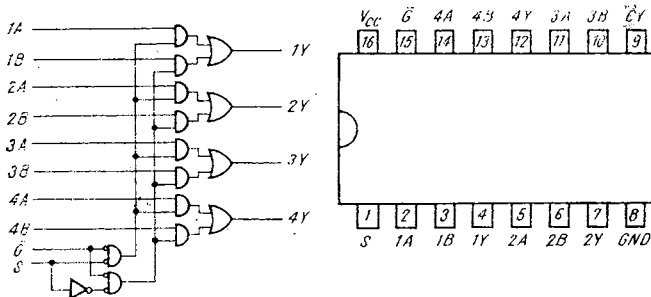 1A
1B
2A
2B
3A
3B
4A
4B
G̅
S
1Y
2Y
3Y
4Y
VCC G̅ 4A 4B 4Y 3A 3B
16 15 14 13 12 11 10 9
1 2 3 4 5 6 7 8
S 1A 1B 1Y 2A 2B 2Y GND